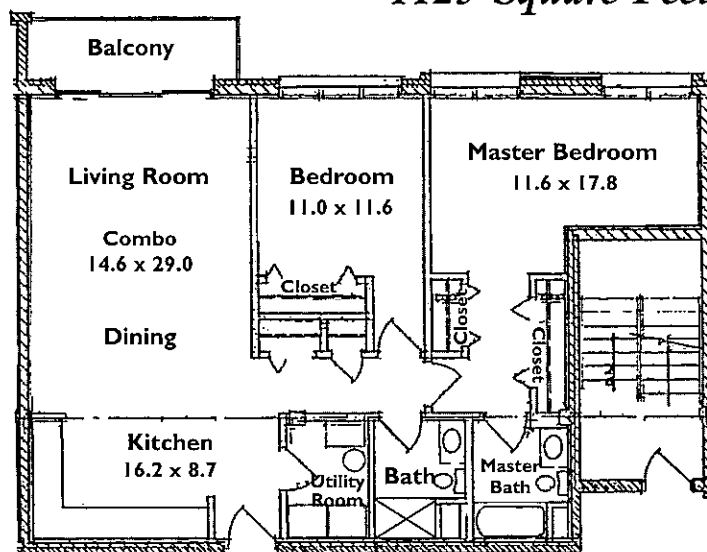 Balcony
Living Room
Combo
14.6 x 29.0
Dining
Bedroom
11.0 x 11.6
Closet
Master Bedroom
11.6 x 17.8
Closet
Closet
Kitchen
16.2 x 8.7
Utility
Room
Bath
Master
Bath